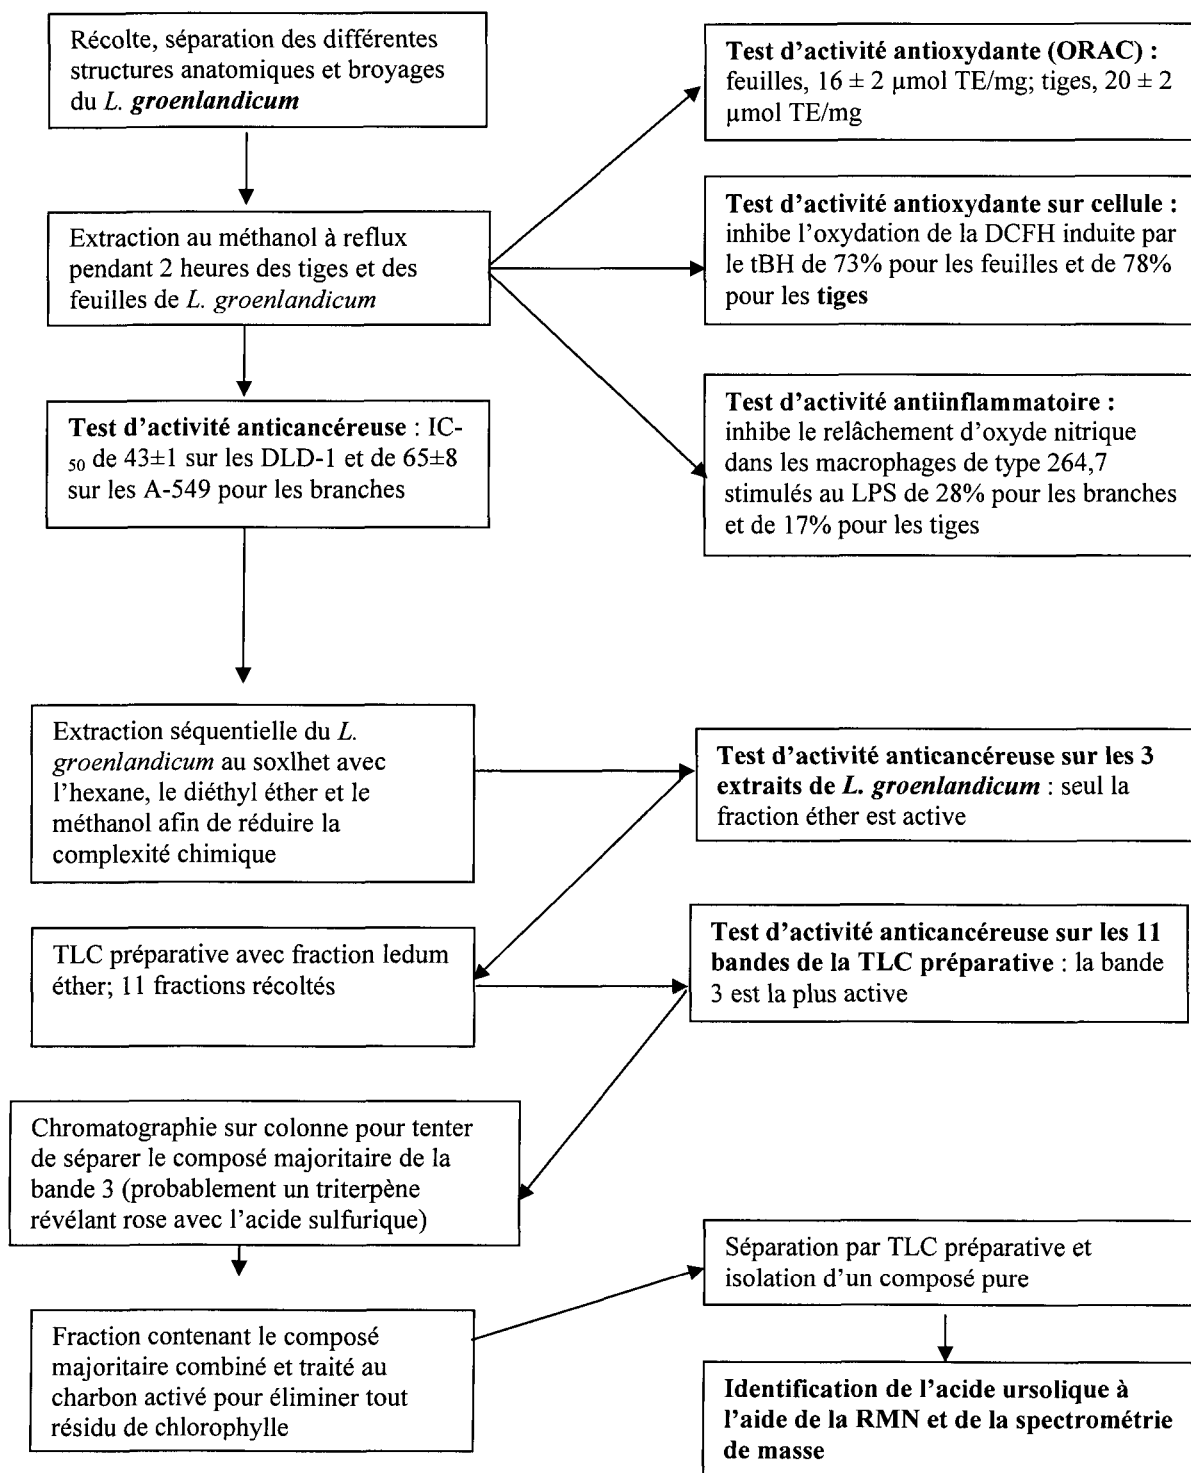 Récolte, séparation des différentes
structures anatomiques et broyages
du L. groenlandicum
Test d’activité antioxydante (ORAC) :
feuilles, 16 ± 2 µmol TE/mg; tiges, 20 ± 2
µmol TE/mg
Extraction au méthanol à reflux
pendant 2 heures des tiges et des
feuilles de L. groenlandicum
Test d’activité antioxydante sur cellule :
inhibe l’oxydation de la DCFH induite par
le tBH de 73% pour les feuilles et de 78%
pour les tiges
Test d’activité anticancéreuse : IC-
50 de 43±1 sur les DLD-1 et de 65±8
sur les A-549 pour les branches
Test d’activité antiinflammatoire :
inhibe le relâchement d’oxyde nitrique
dans les macrophages de type 264,7
stimulés au LPS de 28% pour les branches
et de 17% pour les tiges
Extraction séquentielle du L.
groenlandicum au soxlhet avec
l’hexane, le diéthyl éther et le
méthanol afin de réduire la
complexité chimique
Test d’activité anticancéreuse sur les 3
extraits de L. groenlandicum : seul la
fraction éther est active
TLC préparative avec fraction ledum
éther; 11 fractions récoltés
Test d’activité anticancéreuse sur les 11
bandes de la TLC préparative : la bande
3 est la plus active
Chromatographie sur colonne pour tenter
de séparer le composé majoritaire de la
bande 3 (probablement un triterpène
révélant rose avec l’acide sulfurique)
Fraction contenant le composé
majoritaire combiné et traité au
charbon activé pour éliminer tout
résidu de chlorophylle
Séparation par TLC préparative et
isolation d’un composé pure
Identification de l’acide ursolique à
l’aide de la RMN et de la spectrométrie
de masse